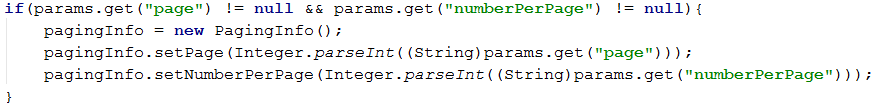 if(params.get("page") != null && params.get("numberPerPage") != null){
    pagingInfo = new PagingInfo();
    pagingInfo.setPage(Integer.parseInt((String)params.get("page")));
    pagingInfo.setNumberPerPage(Integer.parseInt((String)params.get("numberPerPage")));
}